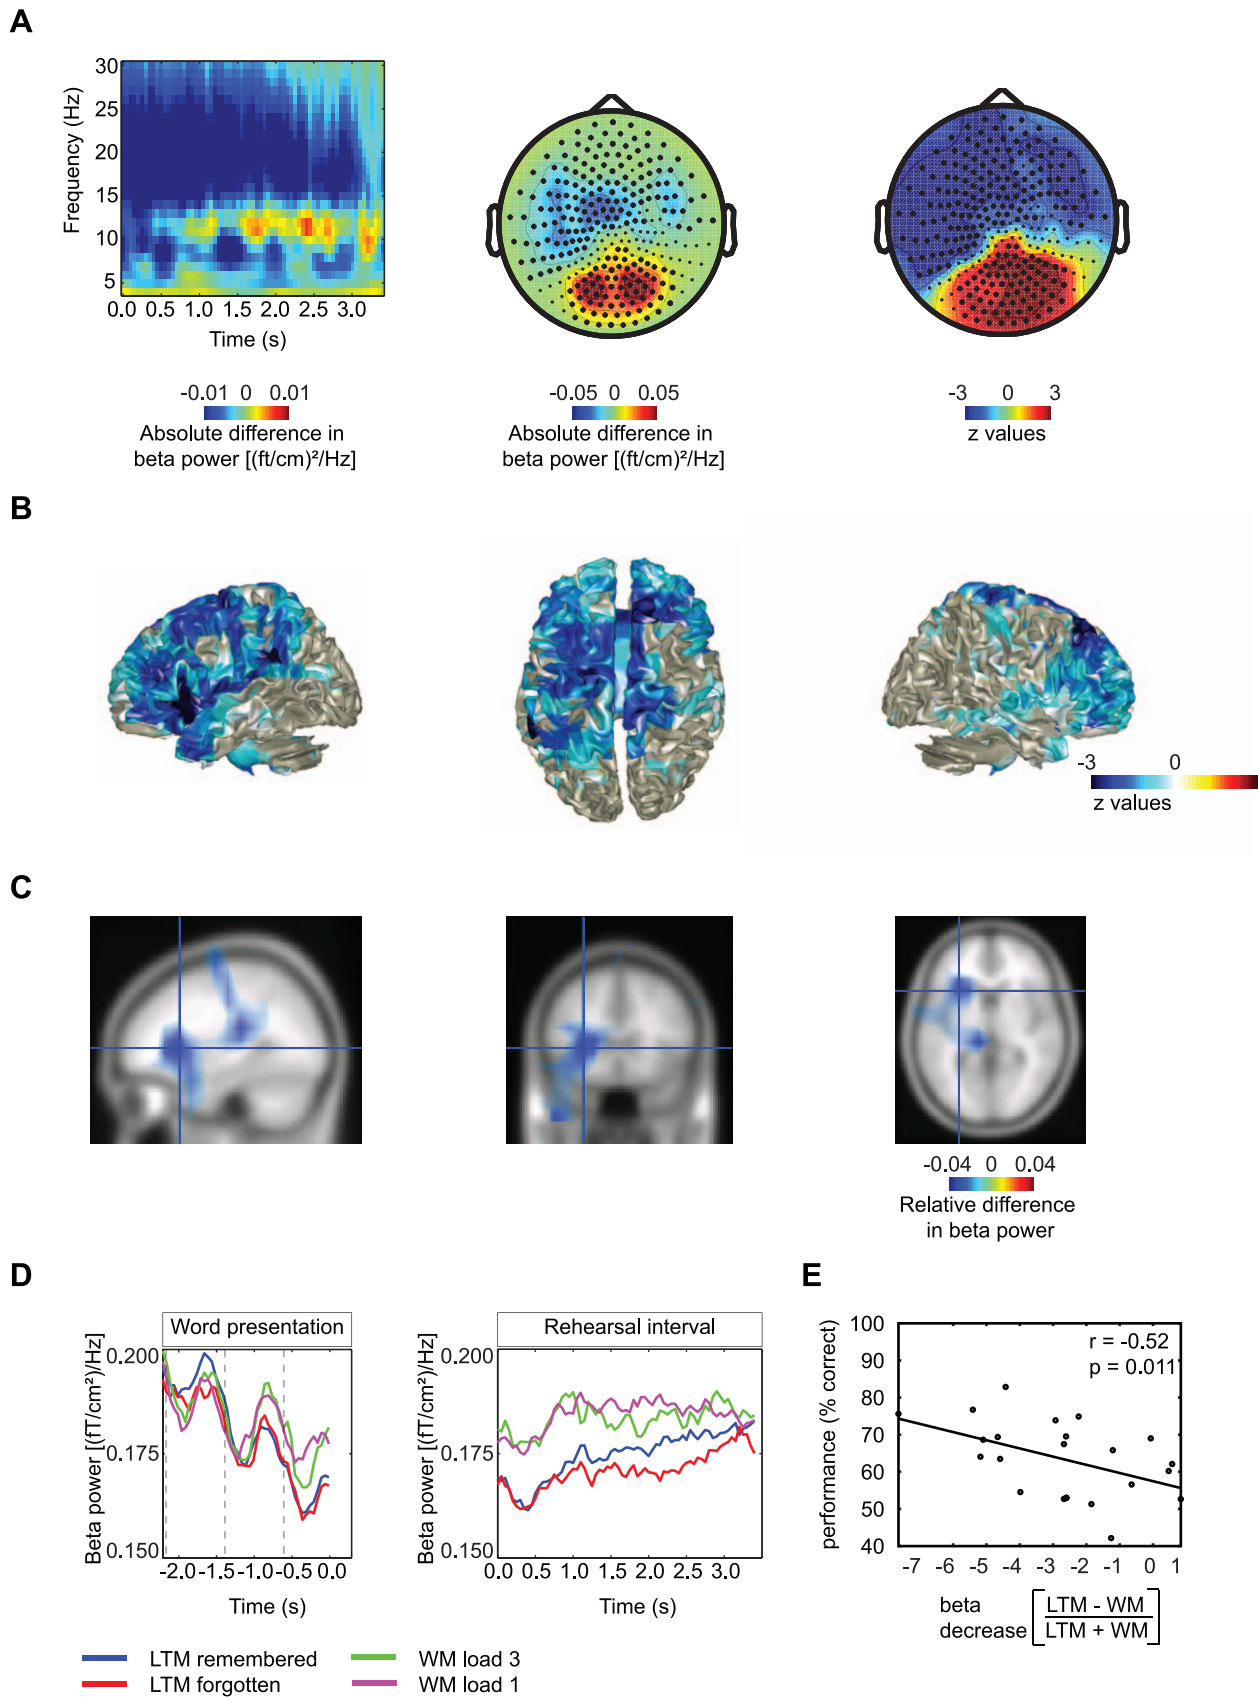 A
Frequency (Hz)
30
25
20
15
10
5
0.0 0.5 1.0 1.5 2.0 2.5 3.0
Time (s)
-0.01 0 0.01
Absolute difference in
beta power [(ft/cm)²/Hz]
-0.05 0 0.05
Absolute difference in
beta power [(ft/cm)²/Hz]
-3 0 3
z values
B
-3 0
z values
C
-0.04 0 0.04
Relative difference
in beta power
D
Word presentation
Beta power [(fT/cm²)/Hz]
0.200
0.175
0.150
-2.0 -1.5 -1.0 -0.5 0.0
Time (s)
Rehearsal interval
Beta power [(fT/cm²)/Hz]
0.200
0.175
0.150
0.0 0.5 1.0 1.5 2.0 2.5 3.0
Time (s)
LTM remembered
LTM forgotten
WM load 3
WM load 1
E
performance (% correct)
100
90
80
70
60
50
40
r = -0.52
p = 0.011
-7 -6 -5 -4 -3 -2 -1 0 1
beta
decrease
LTM - WM
LTM + WM